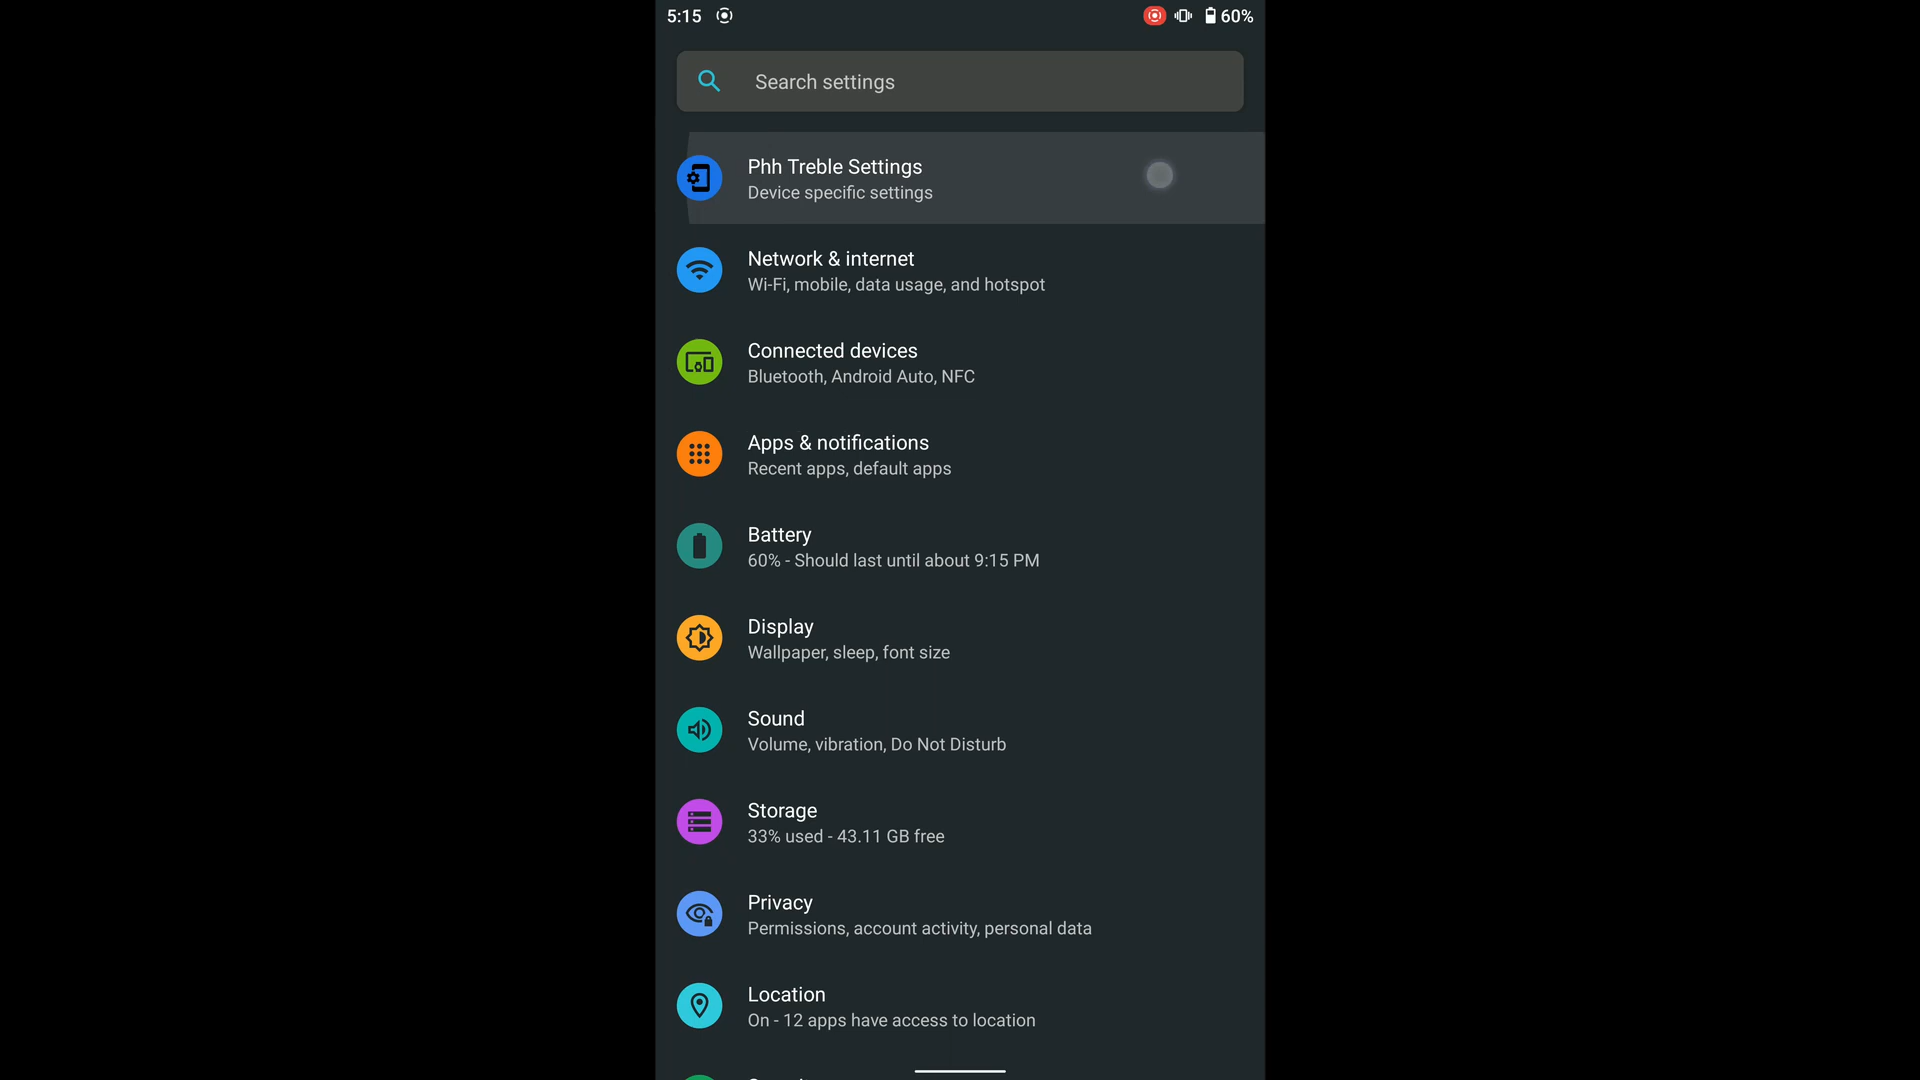 5:15
60%
Search settings
Phh Treble Settings
Device specific settings
Network & internet
Wi-Fi, mobile, data usage, and hotspot
Connected devices
Bluetooth, Android Auto, NFC
Apps & notifications
Recent apps, default apps
Battery
60% - Should last until about 9:15 PM
Display
Wallpaper, sleep, font size
Sound
Volume, vibration, Do Not Disturb
Storage
33% used - 43.11 GB free
Privacy
Permissions, account activity, personal data
Location
On - 12 apps have access to location